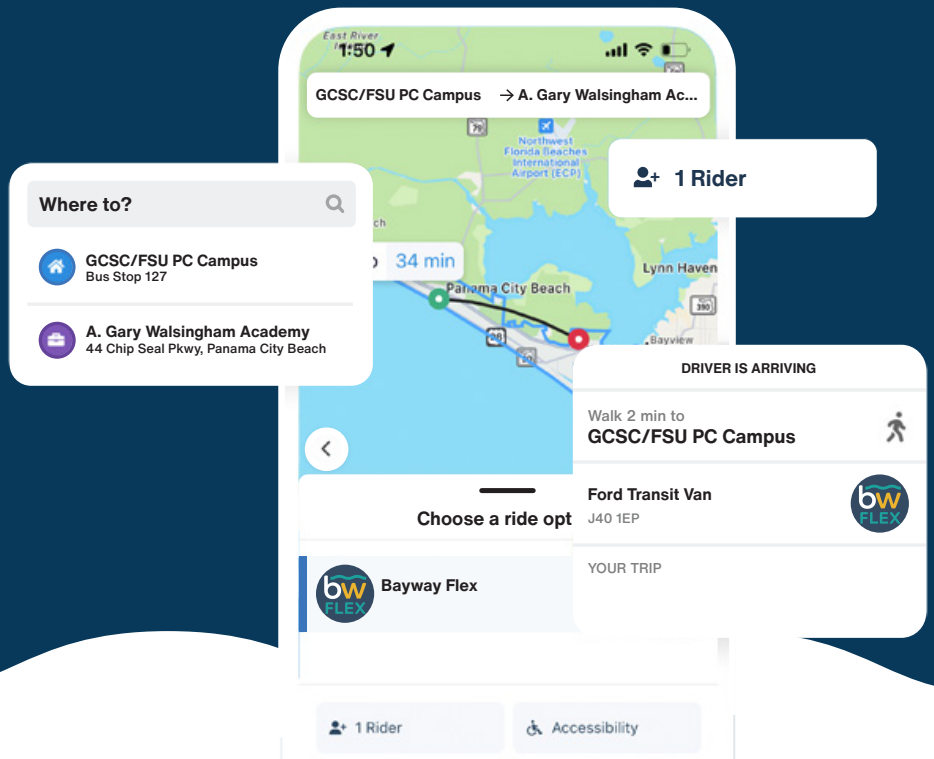 East River
1:50
GCSC/FSU PC Campus → A. Gary Walsingham Ac...
79
Northwest
Florida Beaches
International
Airport (ECP)
1 Rider
Where to?
GCSC/FSU PC Campus
Bus Stop 127
A. Gary Walsingham Academy
44 Chip Seal Pkwy, Panama City Beach
ch
34 min
Lynn Haven
Panama City Beach
390
Bayview
DRIVER IS ARRIVING
Walk 2 min to
GCSC/FSU PC Campus
Ford Transit Van
J40 1EP
bw
FLEX
YOUR TRIP
Choose a ride opt
bw
FLEX
Bayway Flex
1 Rider
Accessibility